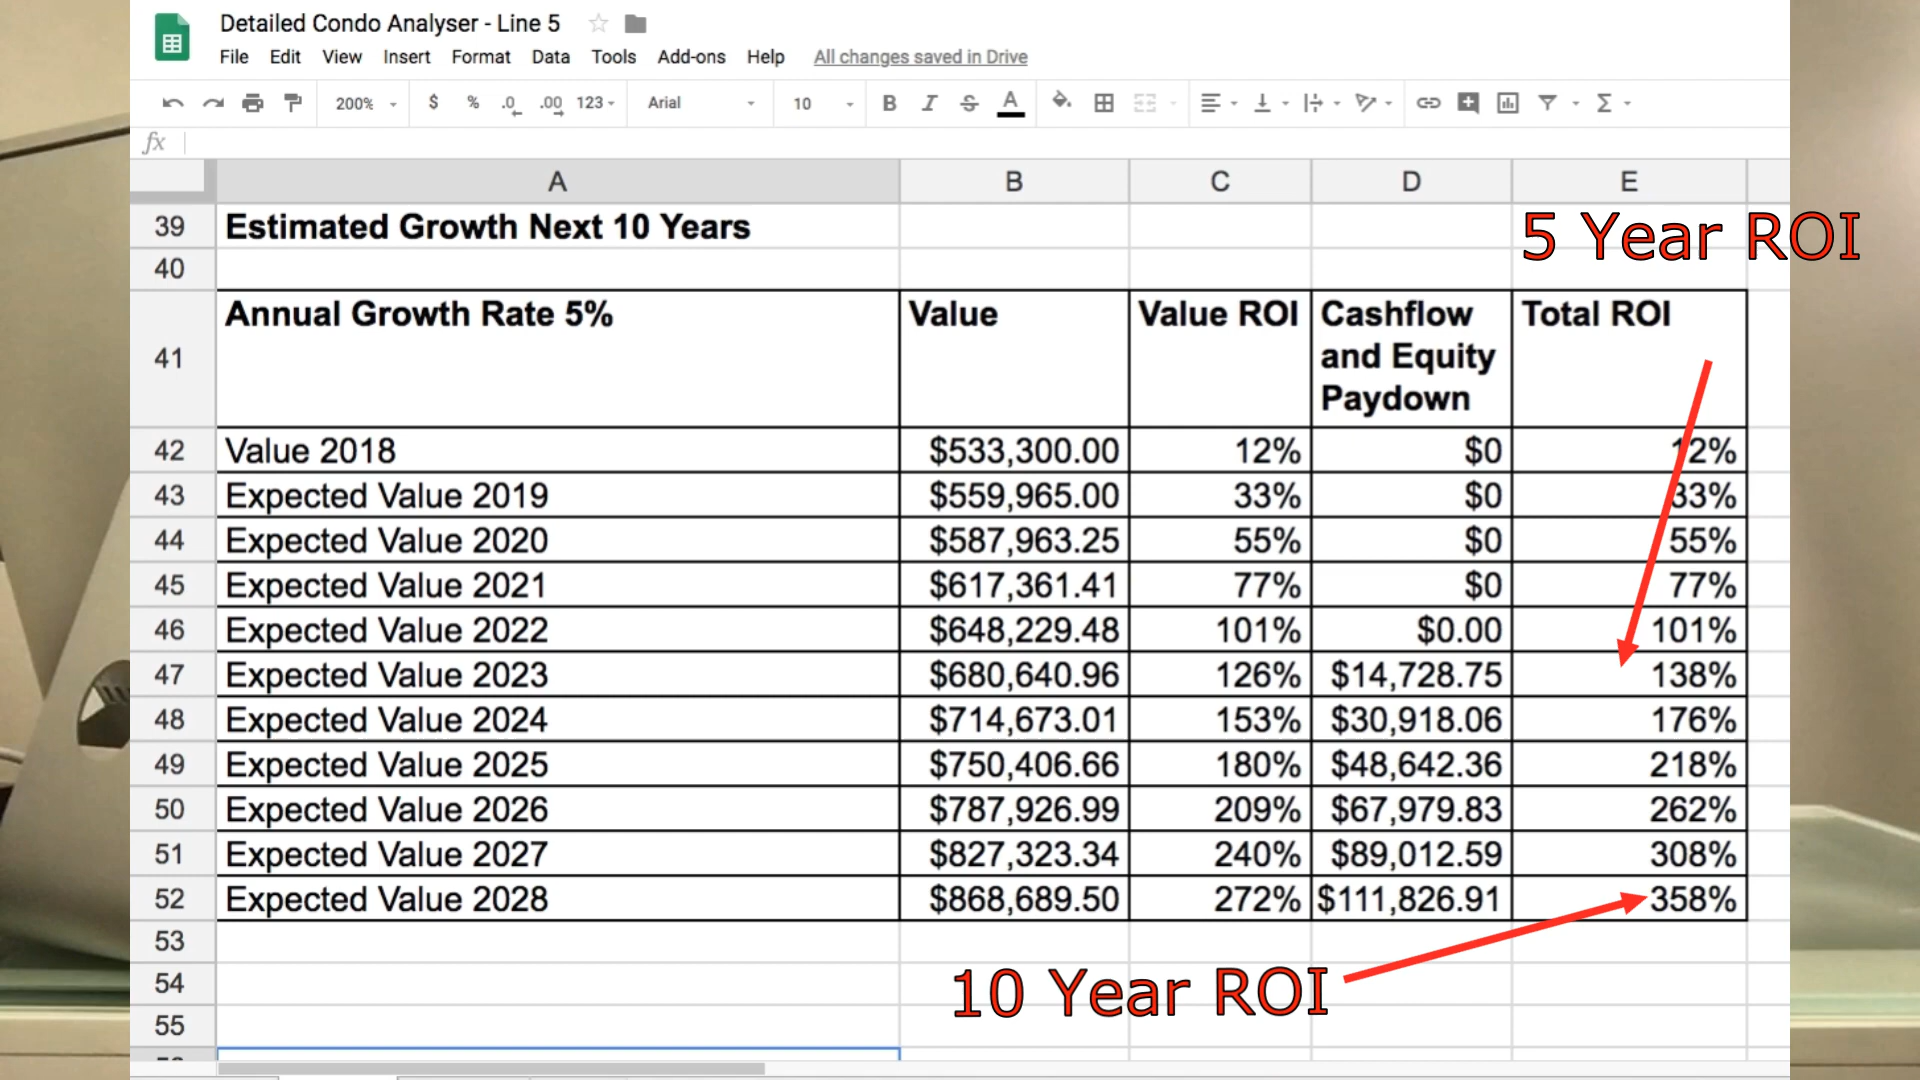 Detailed Condo Analyser - Line 5
File Edit View Insert Format Data Tools Add-ons Help All changes saved in Drive
200% $ % .0 .00 123 Arial 10 B I S A Σ
fx
A B C D E
39 Estimated Growth Next 10 Years
5 Year ROI
40
41 Annual Growth Rate 5% Value Value ROI Cashflow and Equity Paydown Total ROI
42 Value 2018 $533,300.00 12% $0 12%
43 Expected Value 2019 $559,965.00 33% $0 33%
44 Expected Value 2020 $587,963.25 55% $0 55%
45 Expected Value 2021 $617,361.41 77% $0 77%
46 Expected Value 2022 $648,229.48 101% $0.00 101%
47 Expected Value 2023 $680,640.96 126% $14,728.75 138%
48 Expected Value 2024 $714,673.01 153% $30,918.06 176%
49 Expected Value 2025 $750,406.66 180% $48,642.36 218%
50 Expected Value 2026 $787,926.99 209% $67,979.83 262%
51 Expected Value 2027 $827,323.34 240% $89,012.59 308%
52 Expected Value 2028 $868,689.50 272% $111,826.91 358%
53
54
10 Year ROI
55